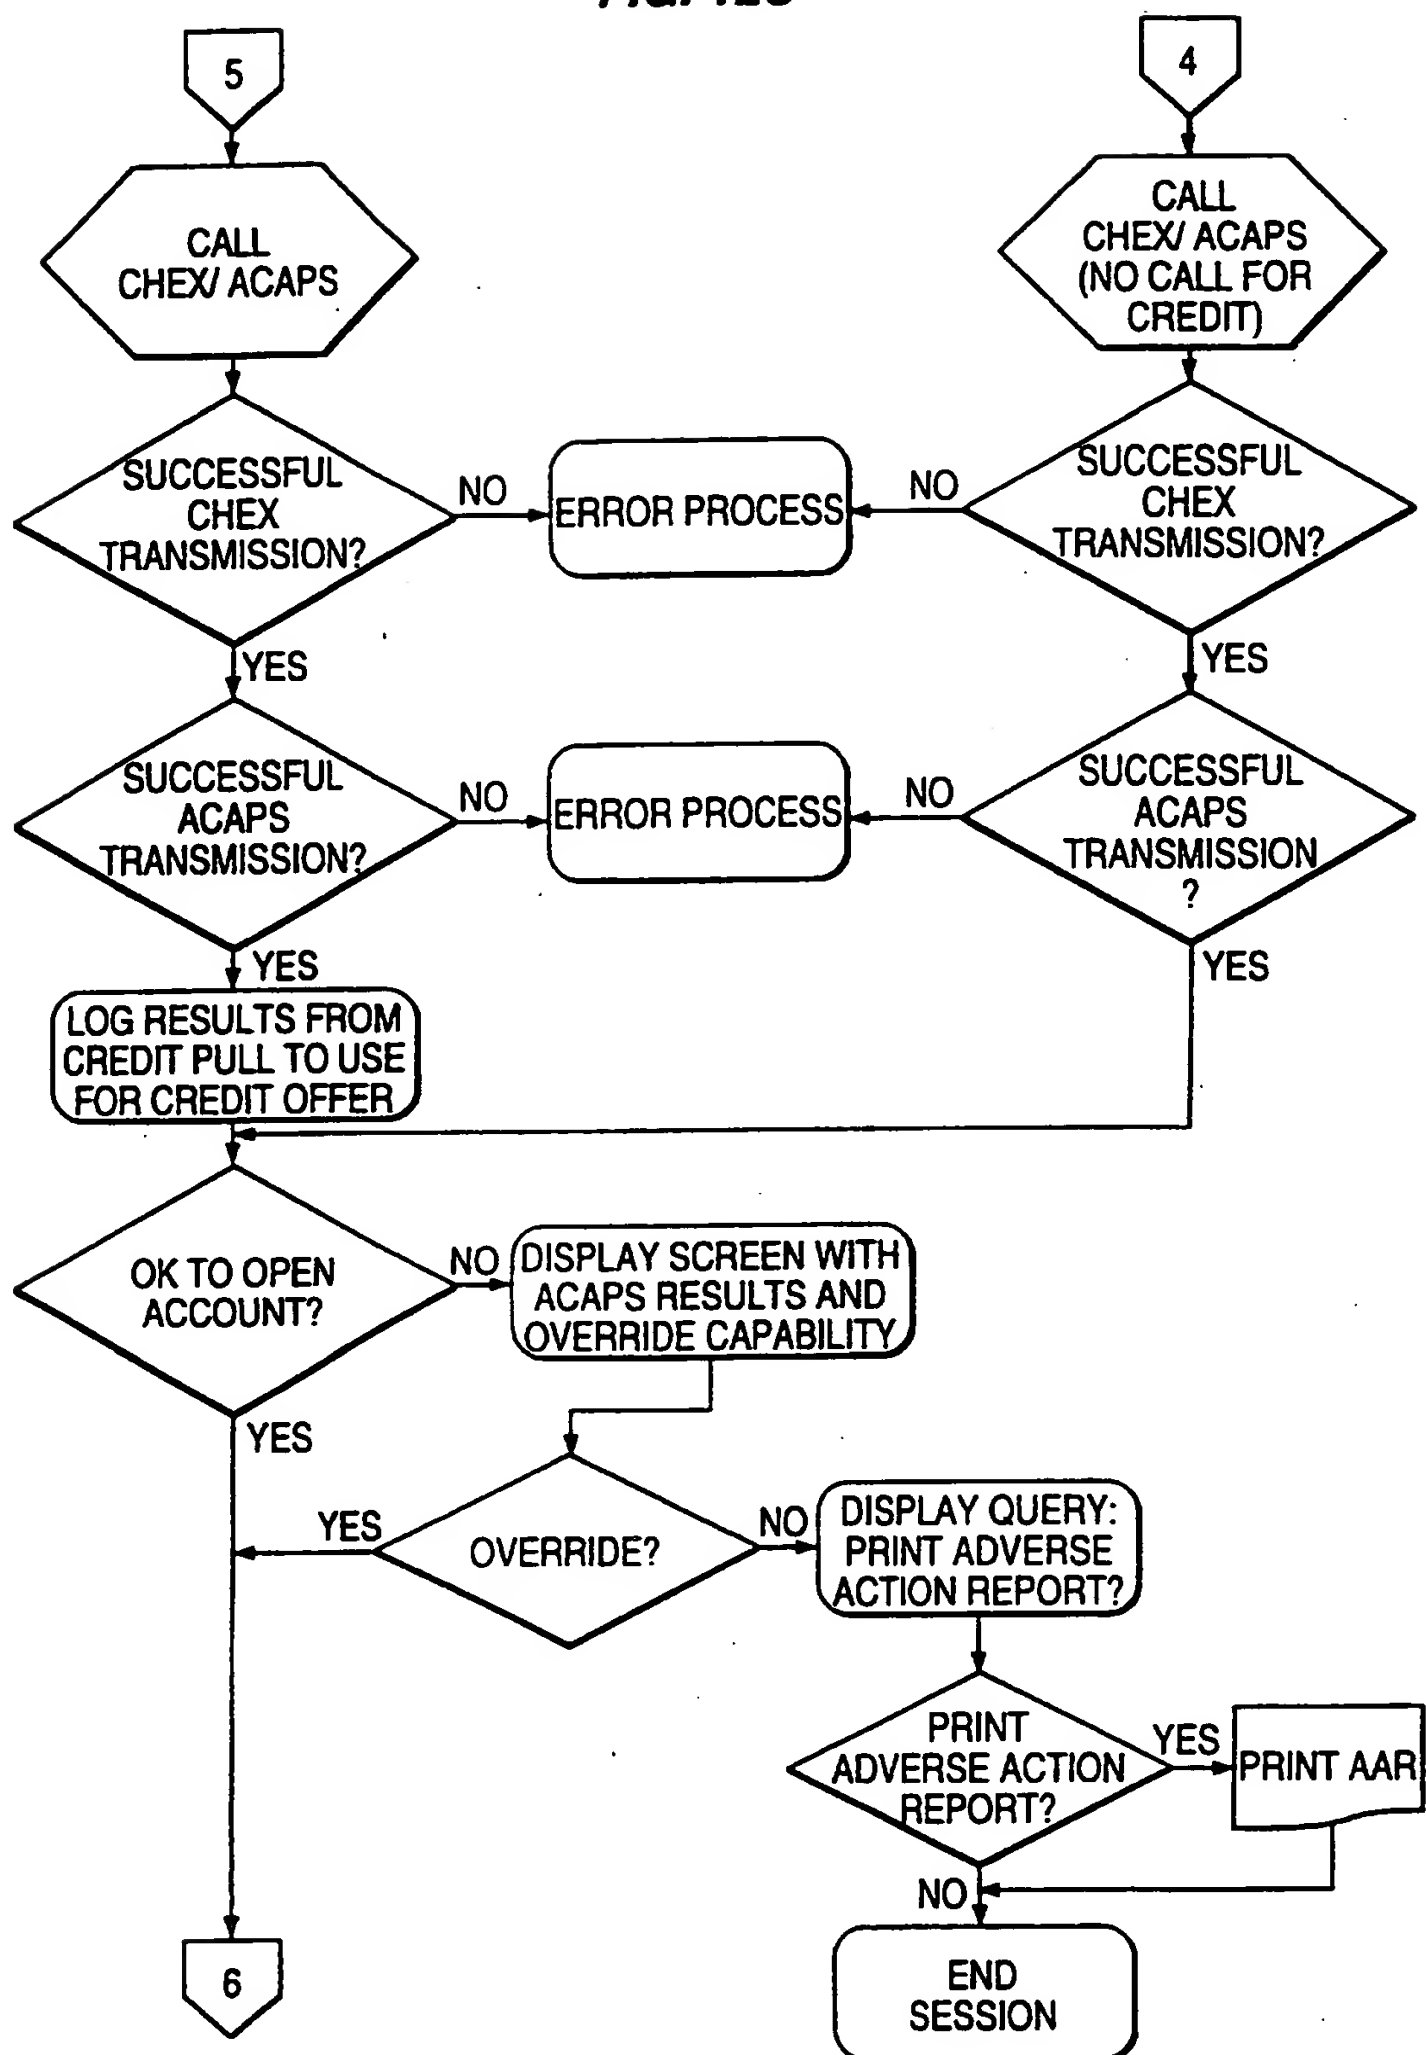 5
4
CALL
CHEX/ ACAPS
CALL
CHEX/ ACAPS
(NO CALL FOR
CREDIT)
SUCCESSFUL
CHEX
TRANSMISSION?
NO
ERROR PROCESS
NO
SUCCESSFUL
CHEX
TRANSMISSION?
YES
YES
SUCCESSFUL
ACAPS
TRANSMISSION?
NO
ERROR PROCESS
NO
SUCCESSFUL
ACAPS
TRANSMISSION
?
YES
YES
LOG RESULTS FROM
CREDIT PULL TO USE
FOR CREDIT OFFER
OK TO OPEN
ACCOUNT?
NO
DISPLAY SCREEN WITH
ACAPS RESULTS AND
OVERRIDE CAPABILITY
YES
YES
OVERRIDE?
NO
DISPLAY QUERY:
PRINT ADVERSE
ACTION REPORT?
PRINT
ADVERSE ACTION
REPORT?
YES
PRINT AAR
NO
6
END
SESSION